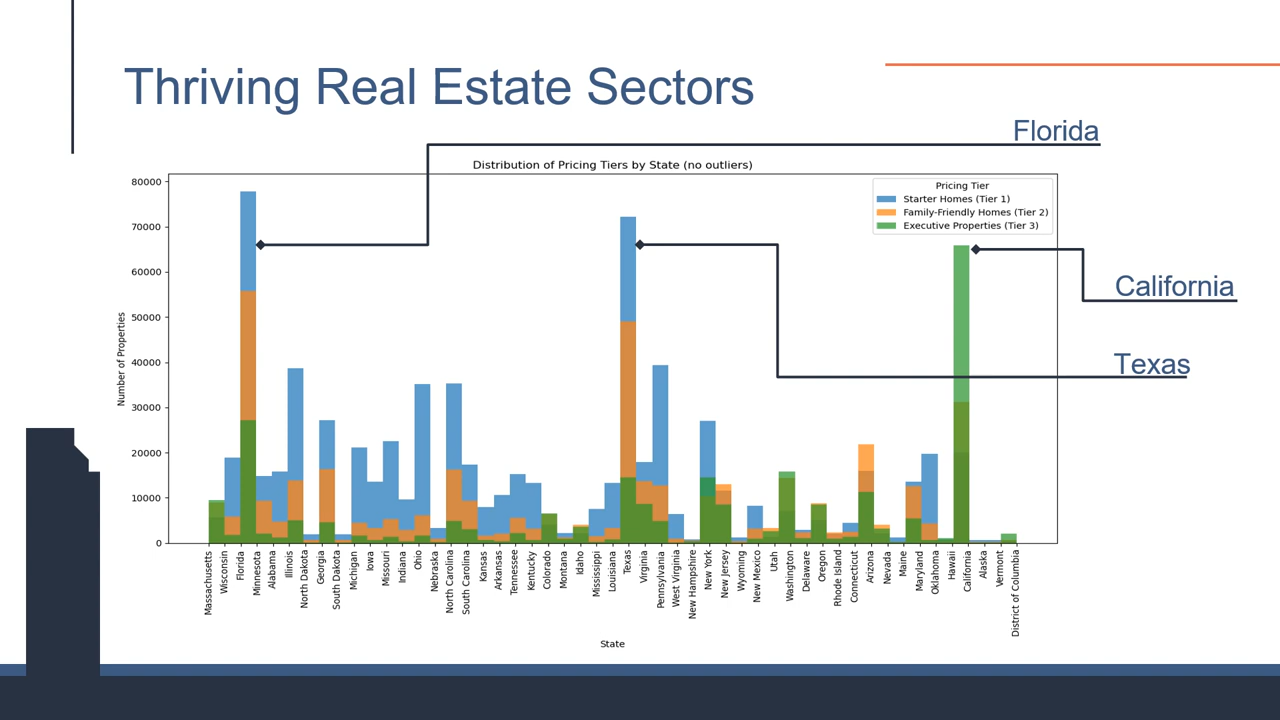 Thriving Real Estate Sectors
Florida
Distribution of Pricing Tiers by State (no outliers)
Pricing Tier
Starter Homes (Tier 1)
Family-Friendly Homes (Tier 2)
Executive Properties (Tier 3)
California
Texas
Number of Properties
80000
70000
60000
50000
40000
30000
20000
10000
0
Massachusetts
Wisconsin
Florida
Minnesota
Alabama
Illinois
North Dakota
Georgia
South Dakota
Michigan
Iowa
Missouri
Indiana
Ohio
Nebraska
North Carolina
South Carolina
Kansas
Arkansas
Tennessee
Kentucky
Colorado
Montana
Idaho
Mississippi
Louisiana
Texas
Virginia
Pennsylvania
West Virginia
New Hampshire
New York
New Jersey
Wyoming
New Mexico
Utah
Washington
Delaware
Oregon
Rhode Island
Connecticut
Arizona
Nevada
Maine
Maryland
Oklahoma
Hawaii
California
Alaska
Vermont
District of Columbia
State